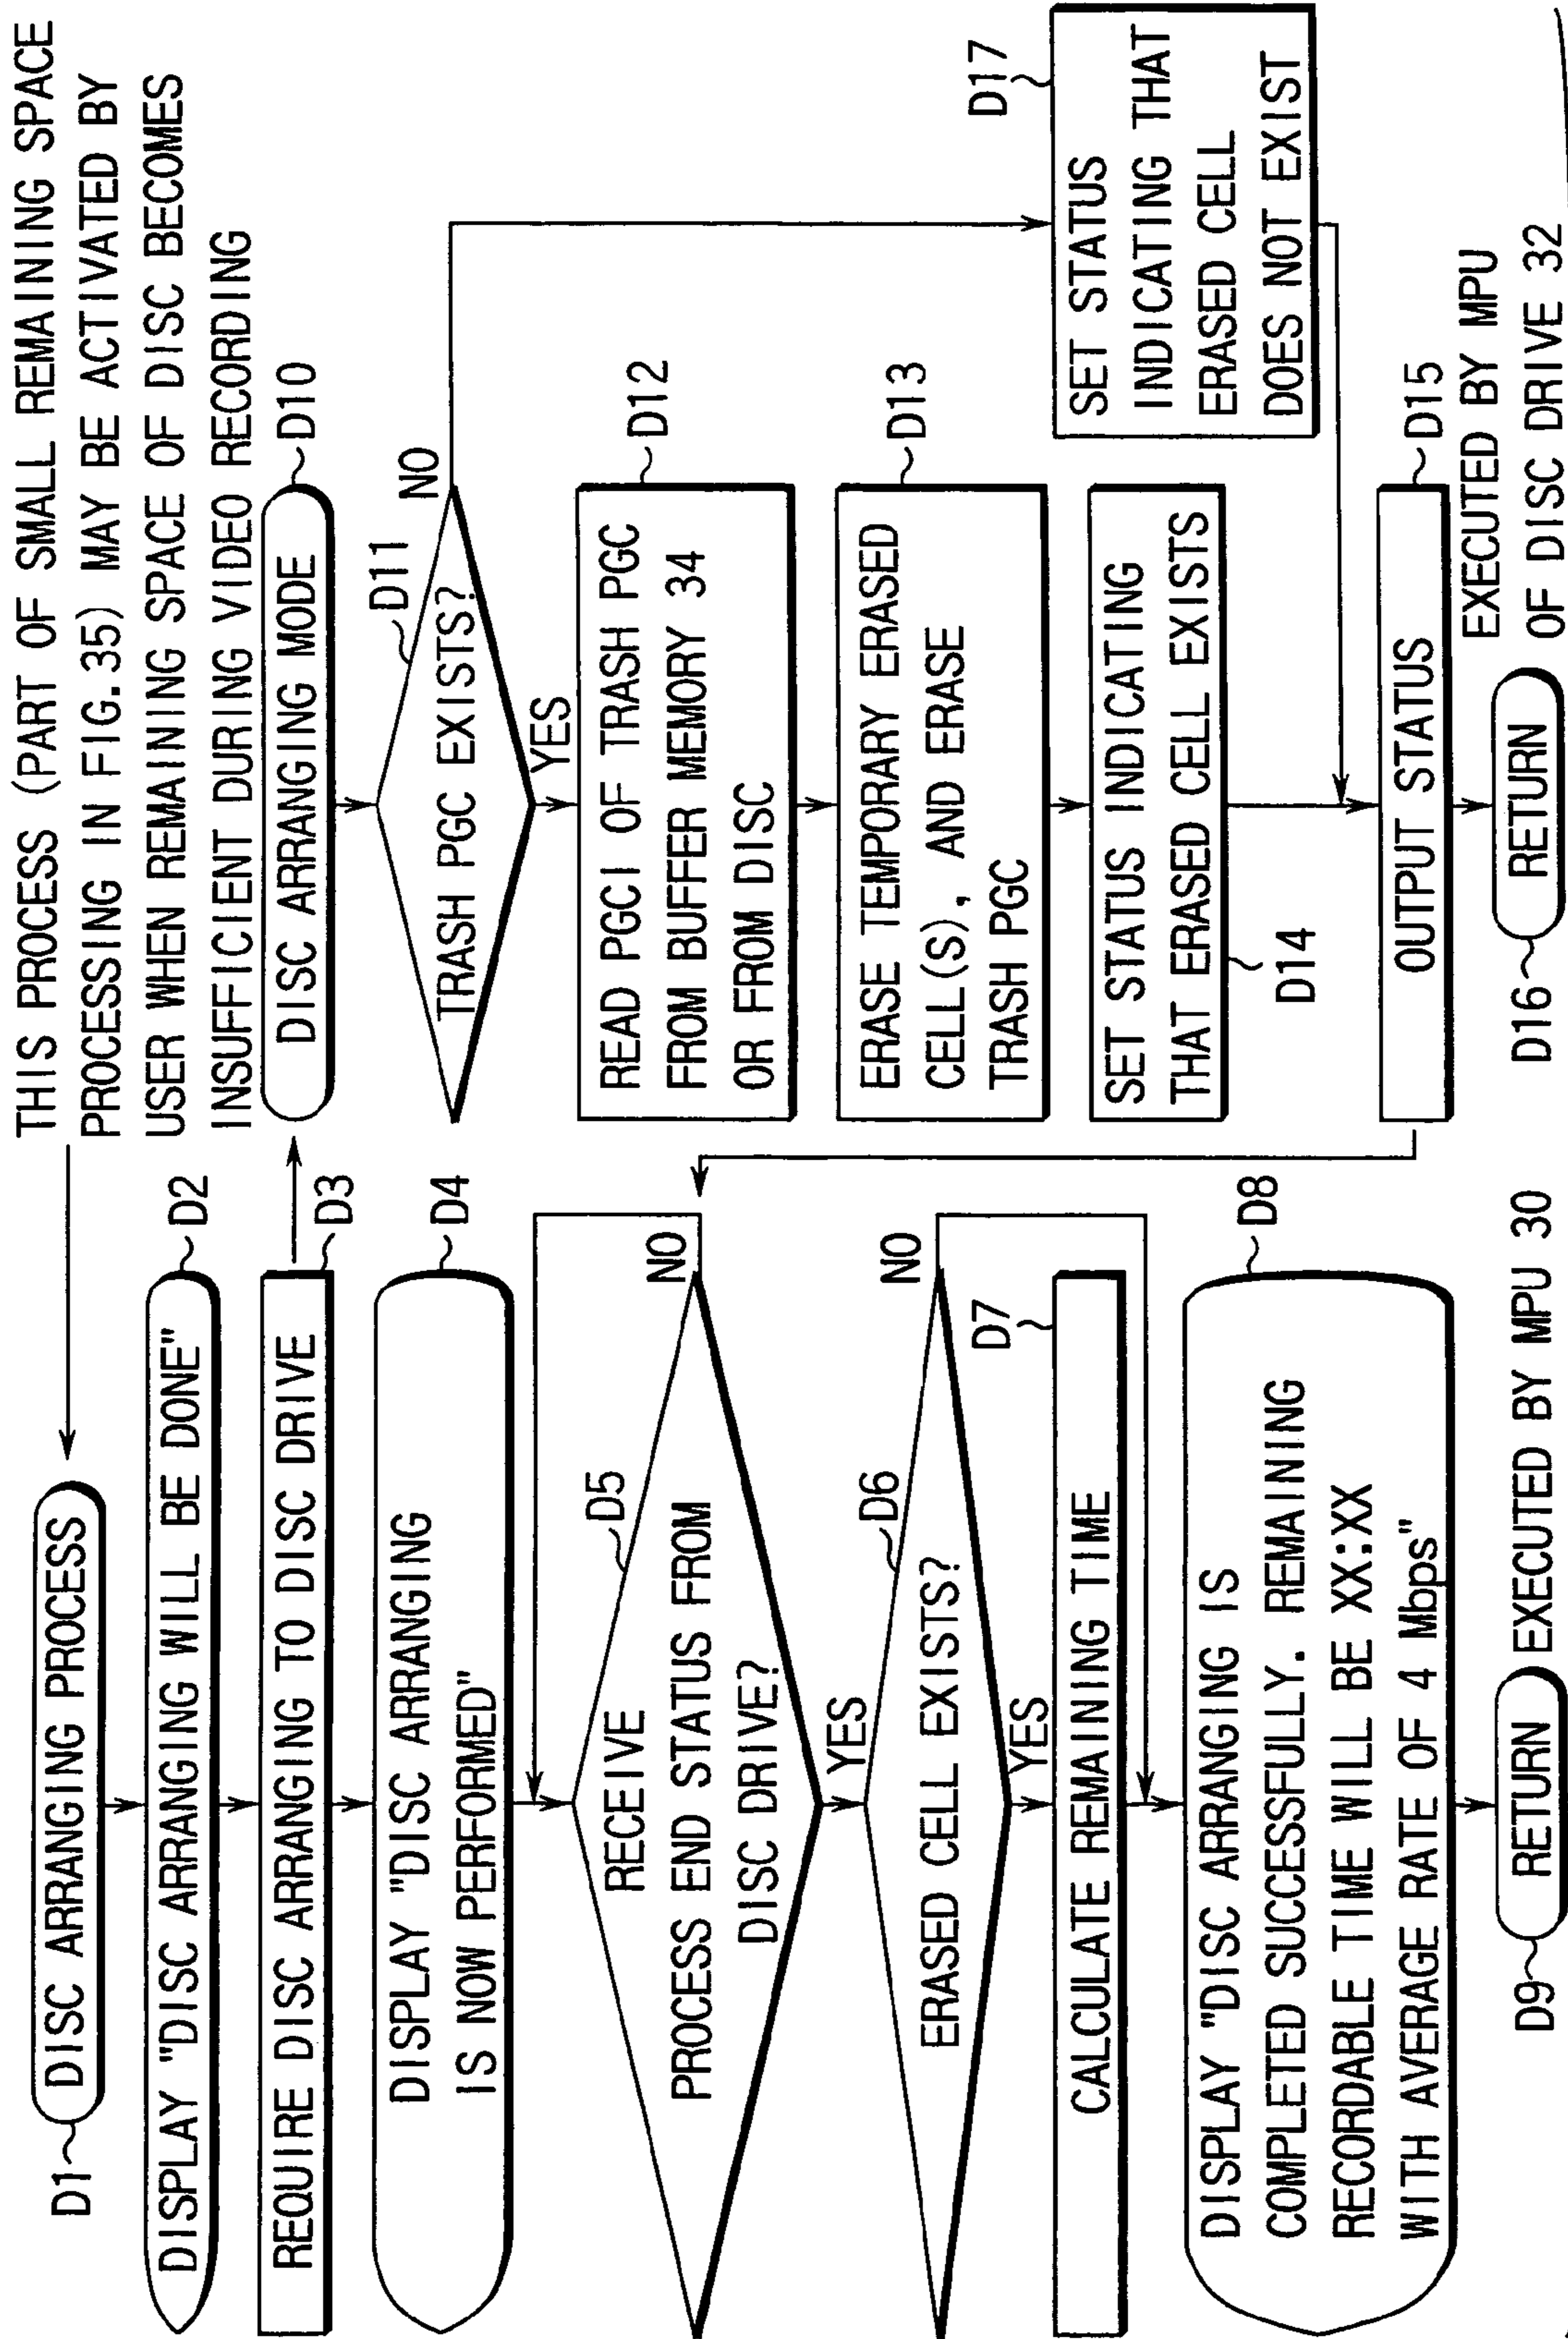 THIS PROCESS (PART OF SMALL REMAINING SPACE
PROCESSING IN FIG.35) MAY BE ACTIVATED BY
USER WHEN REMAINING SPACE OF DISC BECOMES
INSUFFICIENT DURING VIDEO RECORDING
D1
DISC ARRANGING PROCESS
DISPLAY "DISC ARRANGING WILL BE DONE"
D2
REQUIRE DISC ARRANGING TO DISC DRIVE
D3
DISPLAY "DISC ARRANGING
IS NOW PERFORMED"
D4
RECEIVE
PROCESS END STATUS FROM
DISC DRIVE?
D5
NO
YES
ERASED CELL EXISTS?
D6
NO
YES
CALCULATE REMAINING TIME
D7
DISPLAY "DISC ARRANGING IS
COMPLETED SUCCESSFULLY. REMAINING
RECORDABLE TIME WILL BE XX:XX
WITH AVERAGE RATE OF 4 Mbps"
D8
D9
RETURN
EXECUTED BY MPU 30
DISC ARRANGING MODE
D10
TRASH PGC EXISTS?
D11
NO
YES
READ PGCI OF TRASH PGC
FROM BUFFER MEMORY 34
OR FROM DISC
D12
ERASE TEMPORARY ERASED
CELL(S), AND ERASE
TRASH PGC
D13
SET STATUS INDICATING
THAT ERASED CELL EXISTS
D14
D17
SET STATUS
INDICATING THAT
ERASED CELL
DOES NOT EXIST
OUTPUT STATUS
D15
D16
RETURN
EXECUTED BY MPU
OF DISC DRIVE 32